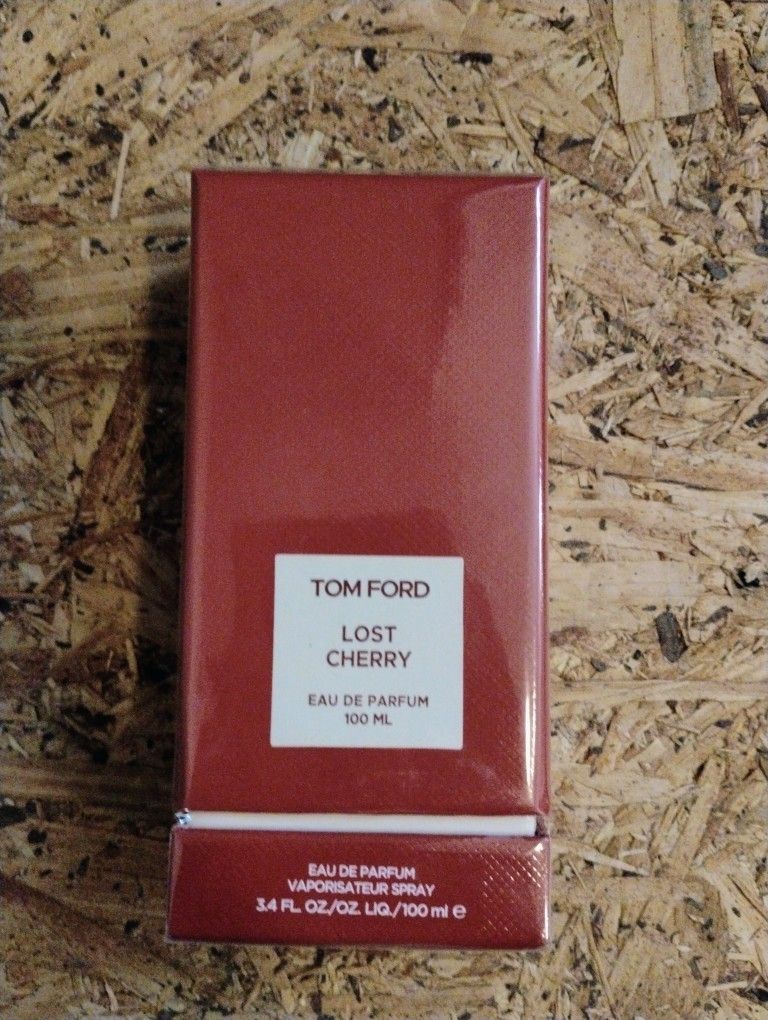 TOM FORD
LOST
CHERRY
EAU DE PARFUM
100 ML
EAU DE PARFUM
VAPORISATEUR SPRAY
3.4 FL. OZ./OZ. LIQ./100 ml ℮